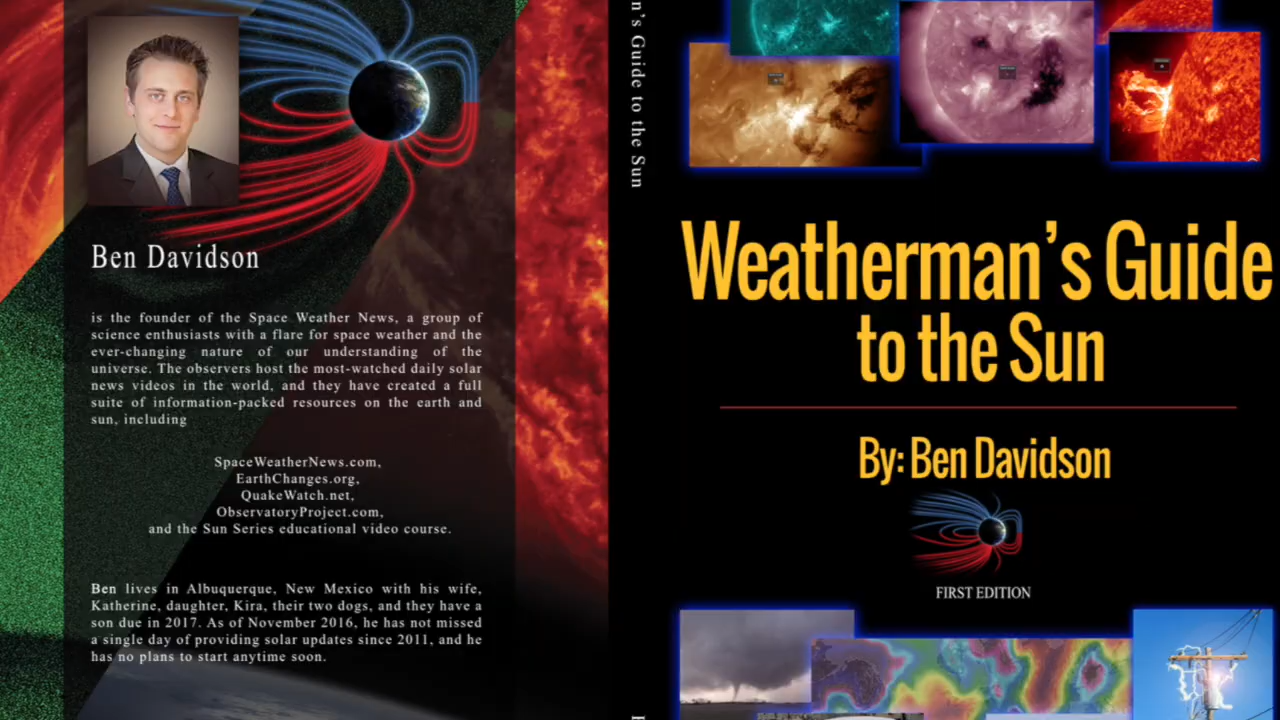 Ben Davidson
is the founder of the Space Weather News, a group of
science enthusiasts with a flare for space weather and the
ever-changing nature of our understanding of the
universe. The observers host the most-watched daily solar
news videos in the world, and they have created a full
suite of information-packed resources on the earth and
sun, including
SpaceWeatherNews.com,
EarthChanges.org,
QuakeWatch.net,
ObservatoryProject.com,
and the Sun Series educational video course.
Ben lives in Albuquerque, New Mexico with his wife,
Katherine, daughter, Kira, their two dogs, and they have a
son due in 2017. As of November 2016, he has not missed
a single day of providing solar updates since 2011, and he
has no plans to start anytime soon.
n's Guide to the Sun
Weatherman's Guide
to the Sun
By: Ben Davidson
FIRST EDITION